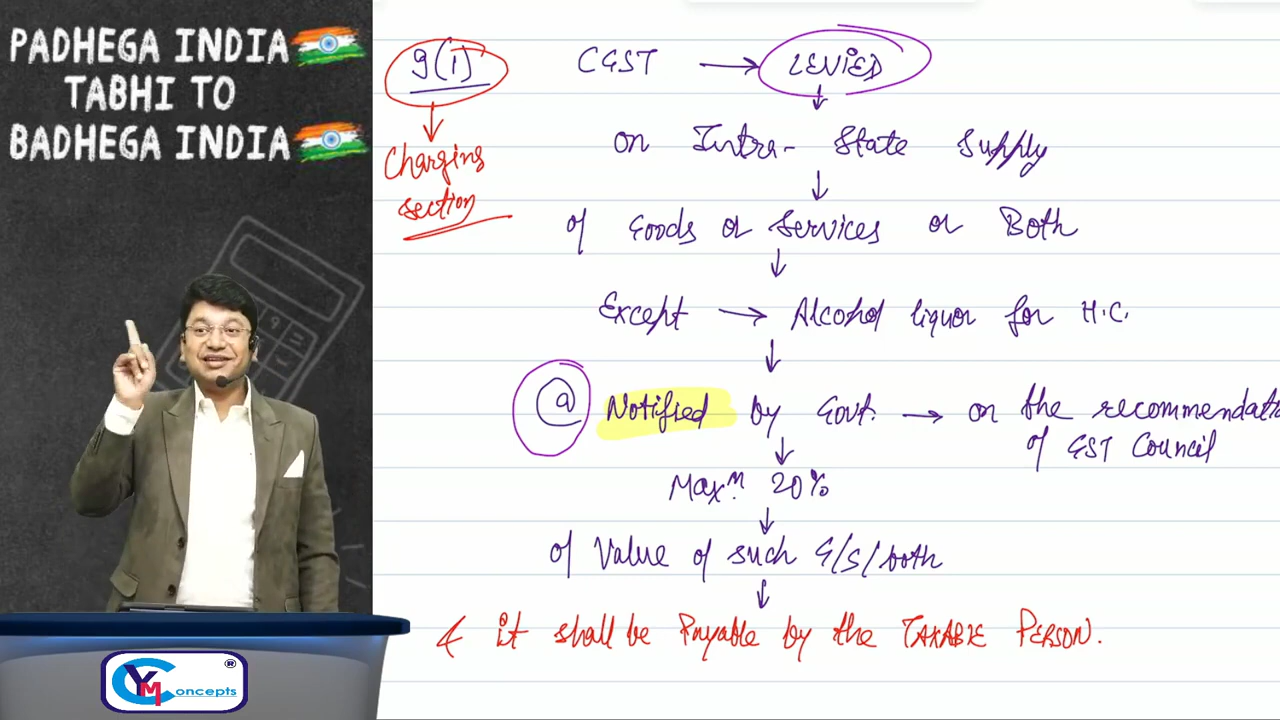 PADHEGA INDIA
TABHI TO
BADHEGA INDIA
9(1)
Charging
section
CGST → LEVIED
↓
on Intra- State Supply
↓
of Goods or Services or Both
↓
Except → Alcohol liquor for H.C.
↓
@ Notified by Govt. → on the recommendat
of GST Council
↓
Maxm. 20%
↓
of Value of such G/S/both
↓
& it shall be Payable by the TAXABLE PERSON.
CYM Concepts ®